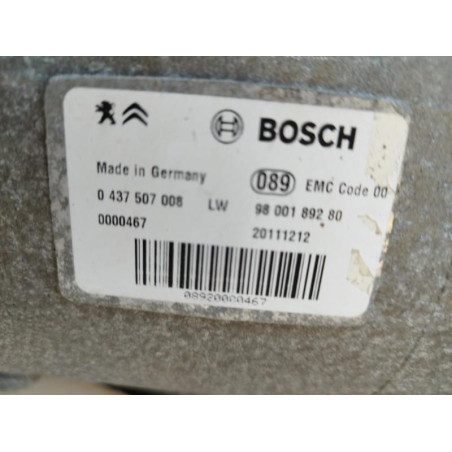 BOSCH
Made in Germany 089 EMC Code 00
0 437 507 008 LW 98 001 892 80
0000467 20111212
08920000467